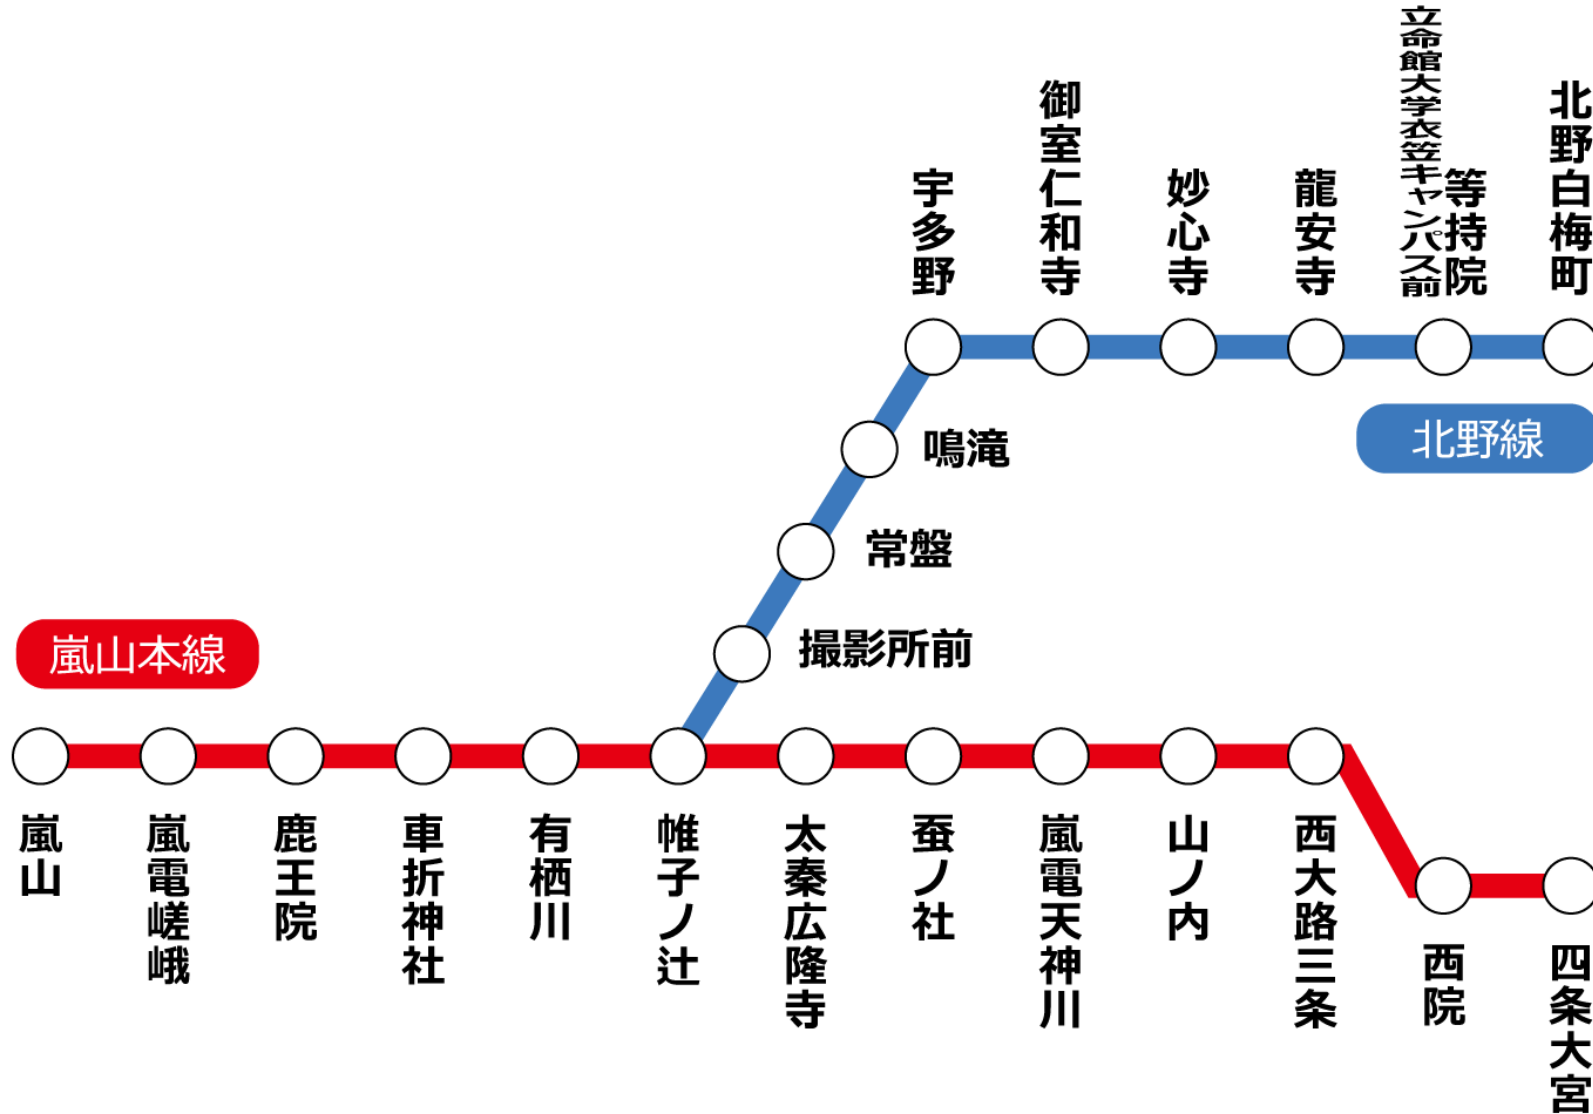 立命館大学衣笠キャンパス前
等持院
北野白梅町
龍安寺
妙心寺
御室仁和寺
宇多野
北野線
鳴滝
常盤
撮影所前
嵐山本線
嵐山
嵐電嵯峨
鹿王院
車折神社
有栖川
帷子ノ辻
太秦広隆寺
蚕ノ社
嵐電天神川
山ノ内
西大路三条
西院
四条大宮